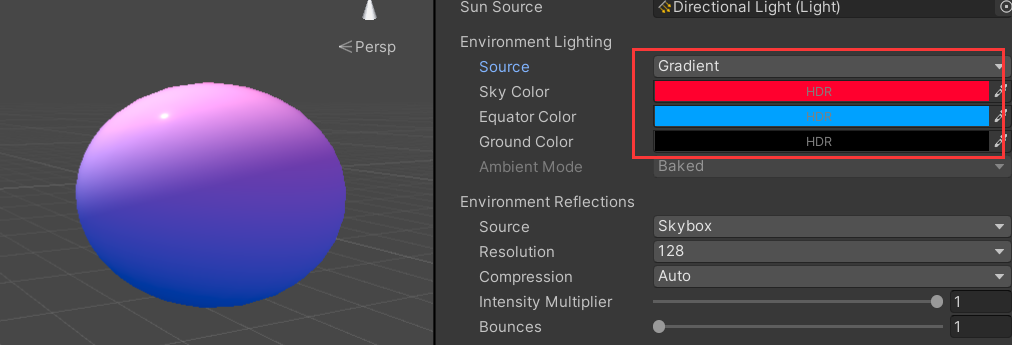 Sun Source
Directional Light (Light)
Persp
Environment Lighting
Source
Gradient
Sky Color
HDR
Equator Color
HDR
Ground Color
HDR
Ambient Mode
Baked
Environment Reflections
Source
Skybox
Resolution
128
Compression
Auto
Intensity Multiplier
1
Bounces
1